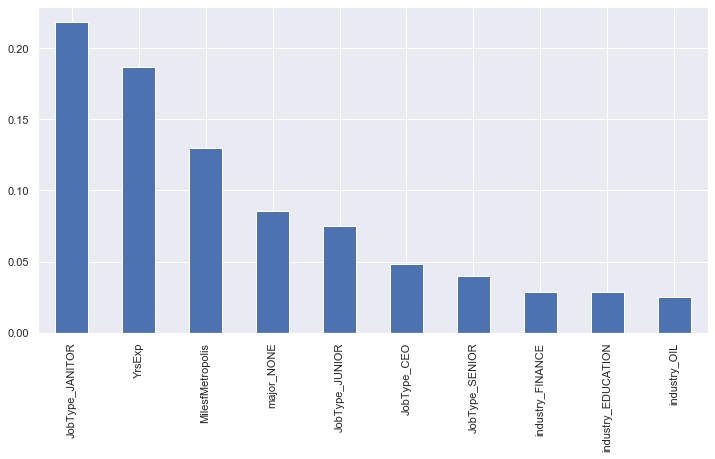 0.20
0.15
0.10
0.05
0.00
JobType_JANITOR
YrsExp
MilesfMetropolis
major_NONE
JobType_JUNIOR
JobType_CEO
JobType_SENIOR
industry_FINANCE
industry_EDUCATION
industry_OIL